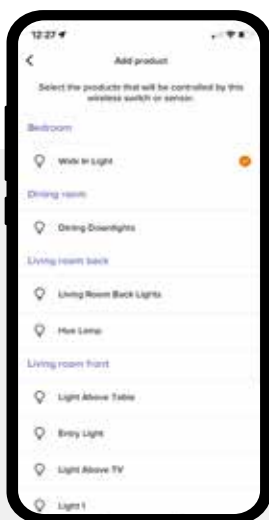 12:27
Add product
Select the products that will be controlled by this
wireless switch or sensor.
Bedroom
Walk In Light
Dining room
Dining Downlights
Living room back
Living Room Back Lights
Hue Lamp
Living room front
Light Above Table
Entry Light
Light Above TV
Light 1